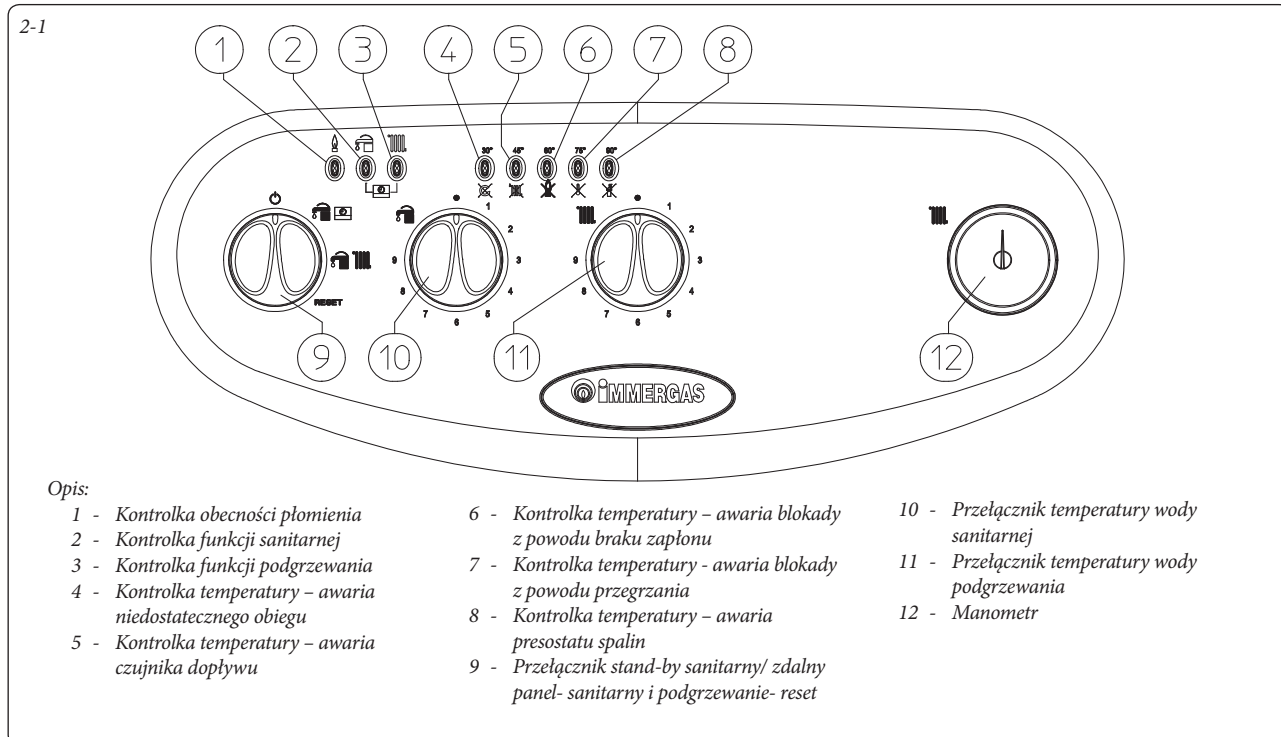 2-1
1 2 3 4 5 6 7 8
30° 45° 60° 75° 90°
1 2 3 4 5 6 7 8 9
1 2 3 4 5 6 7 8 9
RESET
9 10 11 12
IMMERGAS
Opis:
1 - Kontrolka obecności płomienia
2 - Kontrolka funkcji sanitarnej
3 - Kontrolka funkcji podgrzewania
4 - Kontrolka temperatury – awaria
niedostatecznego obiegu
5 - Kontrolka temperatury – awaria
czujnika dopływu
6 - Kontrolka temperatury – awaria blokady
z powodu braku zapłonu
7 - Kontrolka temperatury - awaria blokady
z powodu przegrzania
8 - Kontrolka temperatury – awaria
presostatu spalin
9 - Przełącznik stand-by sanitarny/ zdalny
panel- sanitarny i podgrzewanie- reset
10 - Przełącznik temperatury wody
sanitarnej
11 - Przełącznik temperatury wody
podgrzewania
12 - Manometr